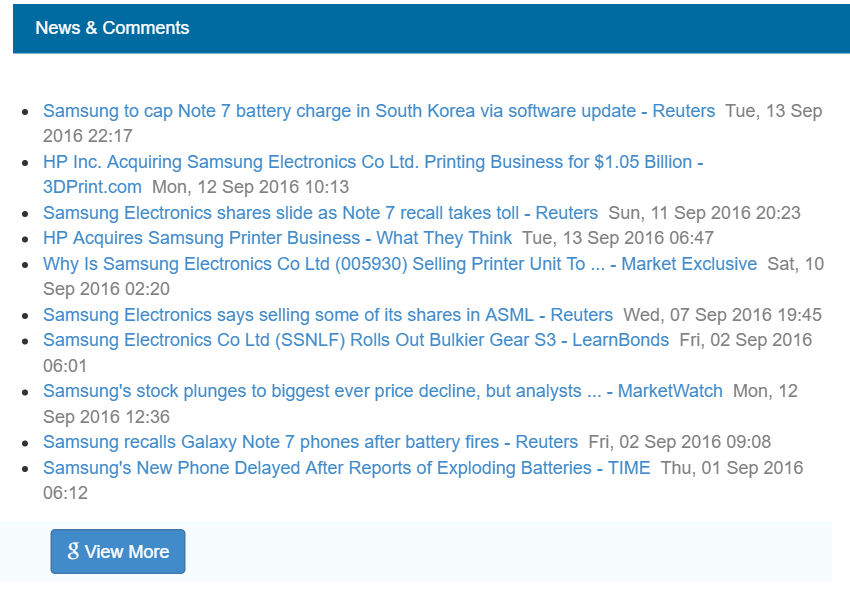 News & Comments
Samsung to cap Note 7 battery charge in South Korea via software update - Reuters Tue, 13 Sep
2016 22:17
HP Inc. Acquiring Samsung Electronics Co Ltd. Printing Business for $1.05 Billion -
3DPrint.com Mon, 12 Sep 2016 10:13
Samsung Electronics shares slide as Note 7 recall takes toll - Reuters Sun, 11 Sep 2016 20:23
HP Acquires Samsung Printer Business - What They Think Tue, 13 Sep 2016 06:47
Why Is Samsung Electronics Co Ltd (005930) Selling Printer Unit To ... - Market Exclusive Sat, 10
Sep 2016 02:20
Samsung Electronics says selling some of its shares in ASML - Reuters Wed, 07 Sep 2016 19:45
Samsung Electronics Co Ltd (SSNLF) Rolls Out Bulkier Gear S3 - LearnBonds Fri, 02 Sep 2016
06:01
Samsung's stock plunges to biggest ever price decline, but analysts ... - MarketWatch Mon, 12
Sep 2016 12:36
Samsung recalls Galaxy Note 7 phones after battery fires - Reuters Fri, 02 Sep 2016 09:08
Samsung's New Phone Delayed After Reports of Exploding Batteries - TIME Thu, 01 Sep 2016
06:12
g View More